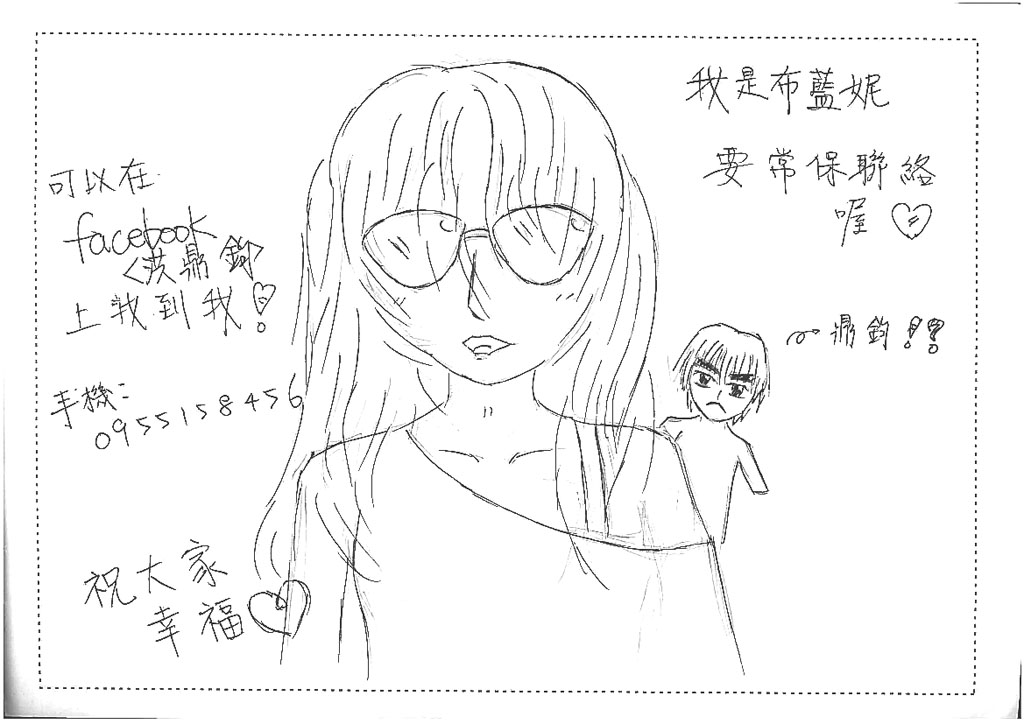 我是布藍妮
要常保聯絡
喔
可以在
facebook
<洪鼎鈞>
上找到我!
手機:
0955158456
鼎鈞!!
祝大家
幸福